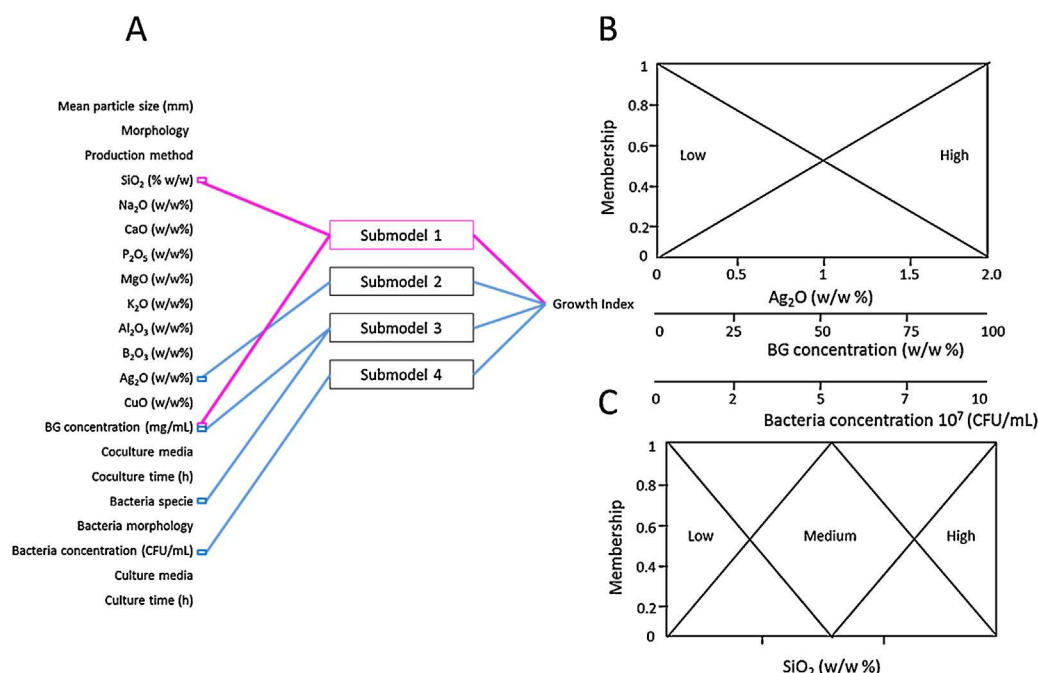 A
Mean particle size (mm)
Morphology
Production method
SiO₂ (% w/w)
Na₂O (w/w%)
CaO (w/w%)
P₂O₅ (w/w%)
MgO (w/w%)
K₂O (w/w%)
Al₂O₃ (w/w%)
B₂O₃ (w/w%)
Ag₂O (w/w%)
CuO (w/w%)
BG concentration (mg/mL)
Coculture media
Coculture time (h)
Bacteria specie
Bacteria morphology
Bacteria concentration (CFU/mL)
Culture media
Culture time (h)
Submodel 1
Submodel 2
Submodel 3
Submodel 4
Growth Index
B
Membership
1
0.8
0.6
0.4
0.2
0
Low
High
0 0.5 1 1.5 2.0
Ag₂O (w/w %)
0 25 50 75 100
BG concentration (w/w %)
0 2 5 7 10
Bacteria concentration 10⁷ (CFU/mL)
C
Membership
1
0.8
0.6
0.4
0.2
0
Low
Medium
High
SiO₂ (w/w %)